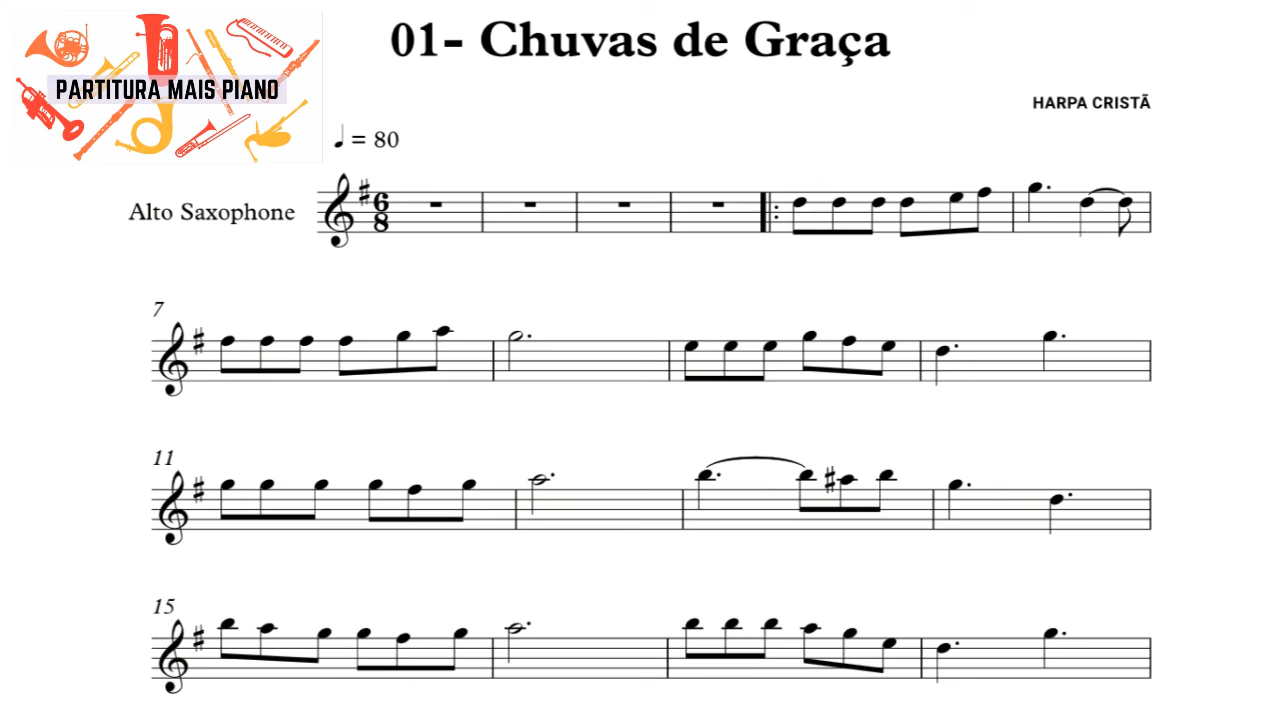 01- Chuvas de Graça
PARTITURA MAIS PIANO
HARPA CRISTÃ
= 80
Alto Saxophone
6
8
7
11
15